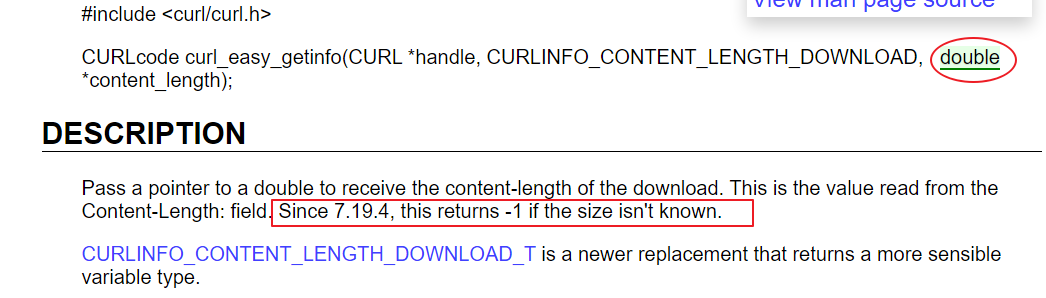 View man page source
#include <curl/curl.h>
CURLcode curl_easy_getinfo(CURL *handle, CURLINFO_CONTENT_LENGTH_DOWNLOAD, double
*content_length);
DESCRIPTION
Pass a pointer to a double to receive the content-length of the download. This is the value read from the
Content-Length: field. Since 7.19.4, this returns -1 if the size isn't known.
CURLINFO_CONTENT_LENGTH_DOWNLOAD_T is a newer replacement that returns a more sensible
variable type.